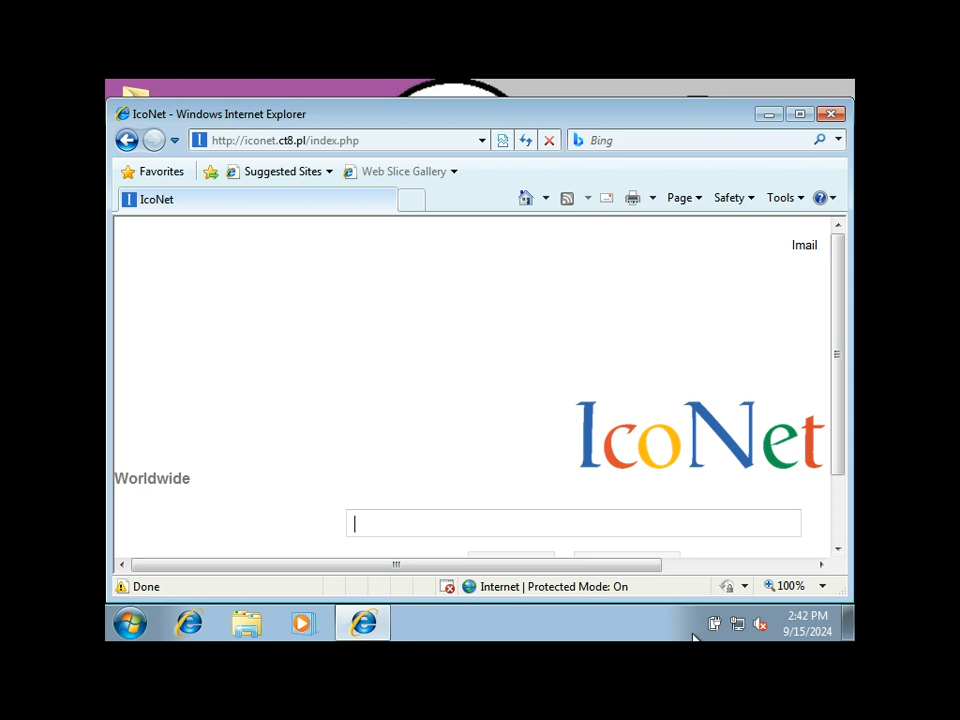 IcoNet - Windows Internet Explorer
http://iconet.ct8.pl/index.php
Bing
Favorites
Suggested Sites
Web Slice Gallery
IcoNet
Page
Safety
Tools
Imail
IcoNet
Worldwide
Done
Internet | Protected Mode: On
100%
2:42 PM
9/15/2024